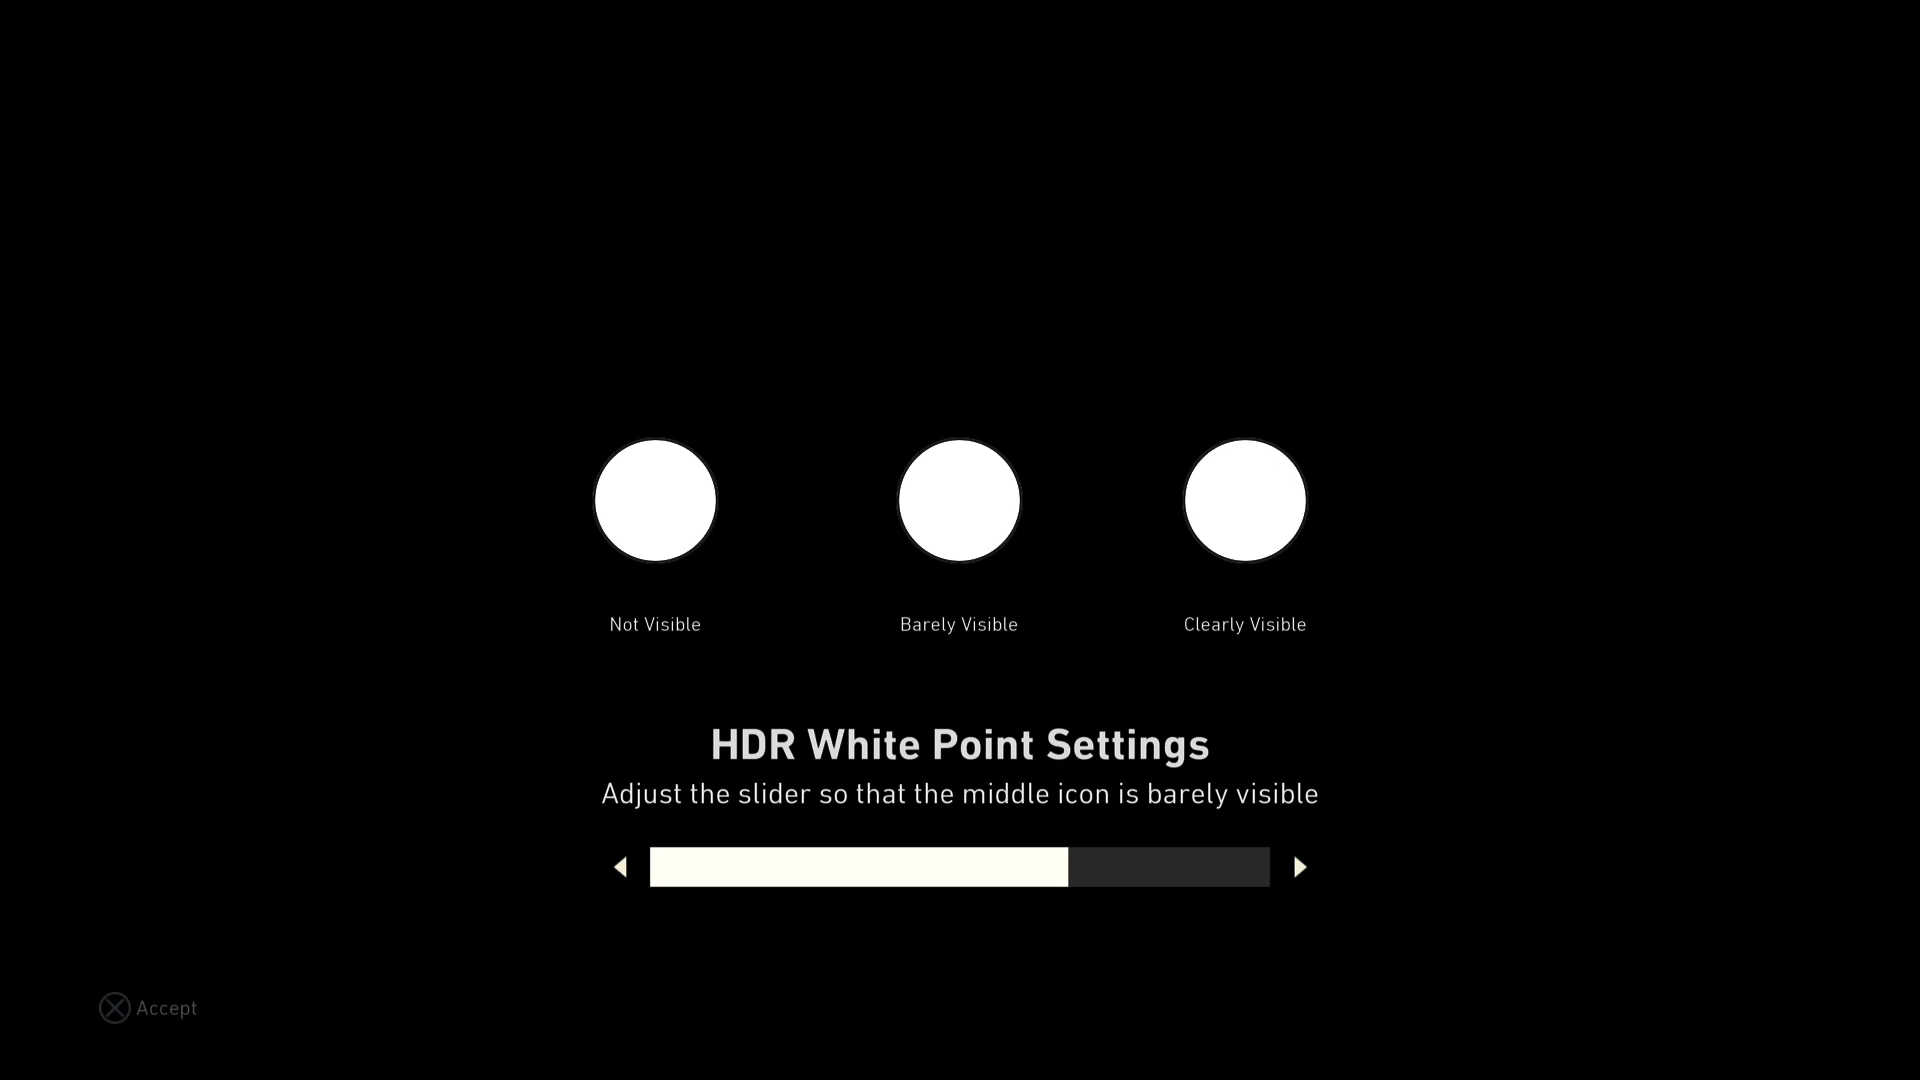 Not Visible
Barely Visible
Clearly Visible
HDR White Point Settings
Adjust the slider so that the middle icon is barely visible
Accept